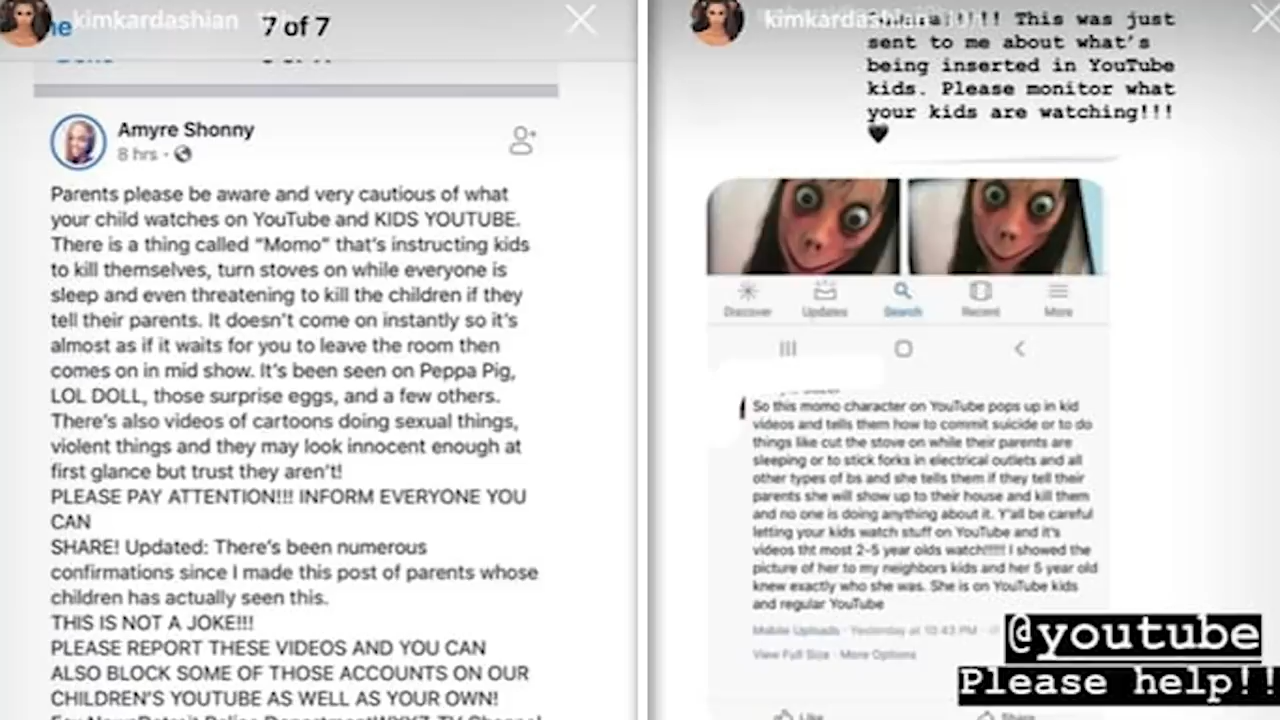 kimkardashian
7 of 7
Amyre Shonny
8 hrs
Parents please be aware and very cautious of what
your child watches on YouTube and KIDS YOUTUBE.
There is a thing called “Momo” that’s instructing kids
to kill themselves, turn stoves on while everyone is
sleep and even threatening to kill the children if they
tell their parents. It doesn’t come on instantly so it’s
almost as if it waits for you to leave the room then
comes on in mid show. It’s been seen on Peppa Pig,
LOL DOLL, those surprise eggs, and a few others.
There’s also videos of cartoons doing sexual things,
violent things and they may look innocent enough at
first glance but trust they aren’t!
PLEASE PAY ATTENTION!!! INFORM EVERYONE YOU
CAN
SHARE! Updated: There’s been numerous
confirmations since I made this post of parents whose
children has actually seen this.
THIS IS NOT A JOKE!!!
PLEASE REPORT THESE VIDEOS AND YOU CAN
ALSO BLOCK SOME OF THOSE ACCOUNTS ON OUR
CHILDREN’S YOUTUBE AS WELL AS YOUR OWN!
kimkardashian
This was just
sent to me about what’s
being inserted in YouTube
kids. Please monitor what
your kids are watching!!!
Discover Updates Search Recent More
So this momo character on YouTube pops up in kid
videos and tells them how to commit suicide or to do
things like cut the stove on while their parents are
sleeping or to stick forks in electrical outlets and all
other types of bs and she tells them if they tell their
parents she will show up to their house and kill them
and no one is doing anything about it. Y’all be careful
letting your kids watch stuff on YouTube and it’s
videos tht most 2-5 year olds watch!!!!! I showed the
picture of her to my neighbors kids and her 5 year old
knew exactly who she was. She is on YouTube kids
and regular YouTube
Mobile Uploads · Yesterday at 10:43 PM
View Full Size · More Options
Like Share
@youtube
Please help!!